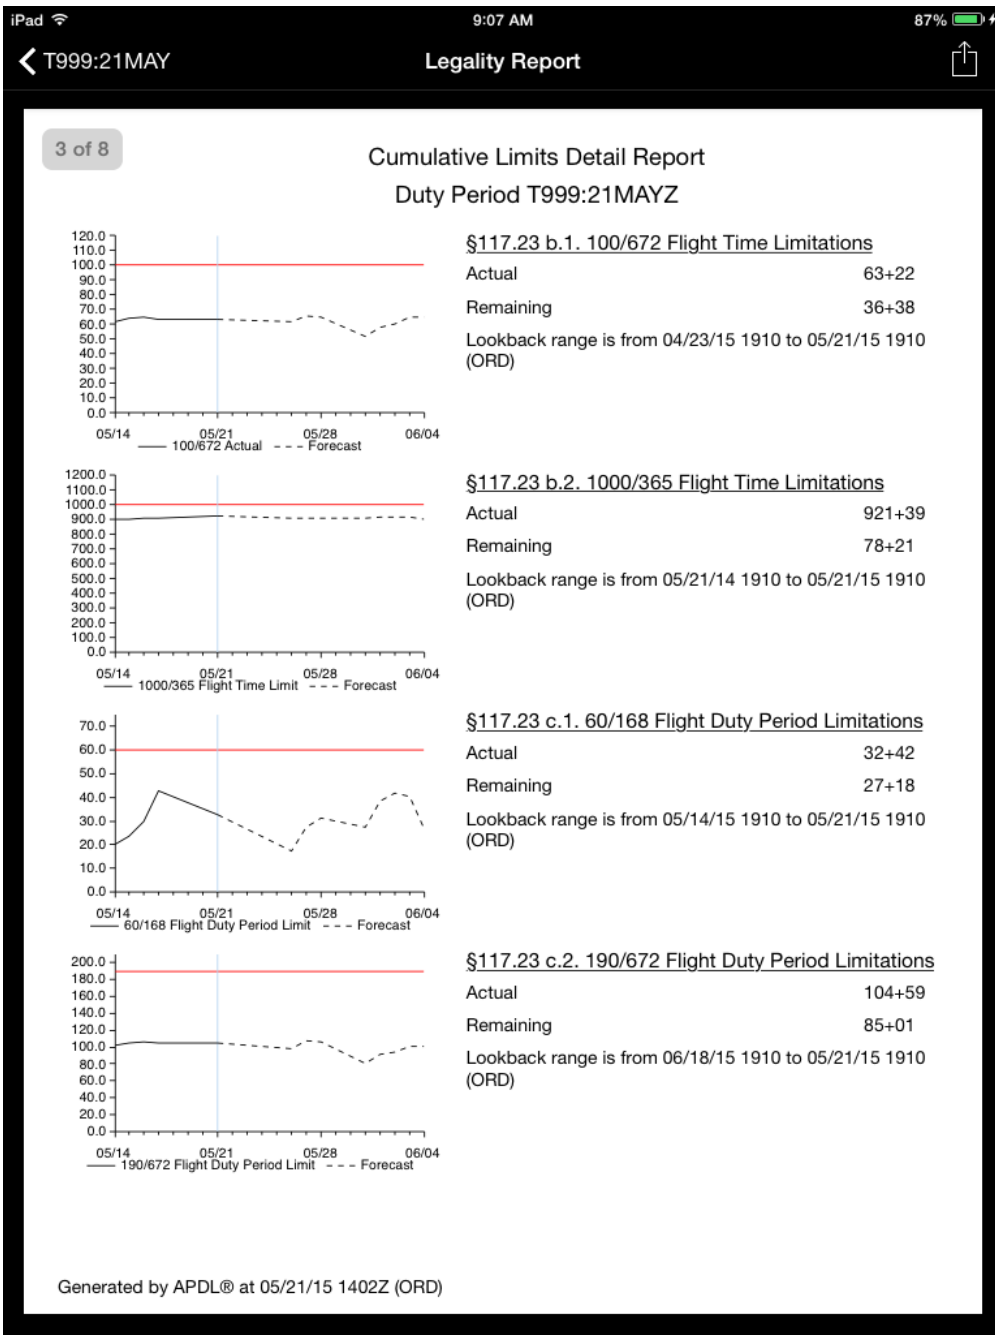 iPad 9:07 AM 87%
T999:21MAY Legality Report
3 of 8
Cumulative Limits Detail Report
Duty Period T999:21MAYZ
120.0
110.0
100.0
90.0
80.0
70.0
60.0
50.0
40.0
30.0
20.0
10.0
0.0
05/14 05/21 05/28 06/04
100/672 Actual Forecast
§117.23 b.1. 100/672 Flight Time Limitations
Actual 63+22
Remaining 36+38
Lookback range is from 04/23/15 1910 to 05/21/15 1910
(ORD)
1200.0
1100.0
1000.0
900.0
800.0
700.0
600.0
500.0
400.0
300.0
200.0
100.0
0.0
05/14 05/21 05/28 06/04
1000/365 Flight Time Limit Forecast
§117.23 b.2. 1000/365 Flight Time Limitations
Actual 921+39
Remaining 78+21
Lookback range is from 05/21/14 1910 to 05/21/15 1910
(ORD)
70.0
60.0
50.0
40.0
30.0
20.0
10.0
0.0
05/14 05/21 05/28 06/04
60/168 Flight Duty Period Limit Forecast
§117.23 c.1. 60/168 Flight Duty Period Limitations
Actual 32+42
Remaining 27+18
Lookback range is from 05/14/15 1910 to 05/21/15 1910
(ORD)
200.0
180.0
160.0
140.0
120.0
100.0
80.0
60.0
40.0
20.0
0.0
05/14 05/21 05/28 06/04
190/672 Flight Duty Period Limit Forecast
§117.23 c.2. 190/672 Flight Duty Period Limitations
Actual 104+59
Remaining 85+01
Lookback range is from 06/18/15 1910 to 05/21/15 1910
(ORD)
Generated by APDL® at 05/21/15 1402Z (ORD)